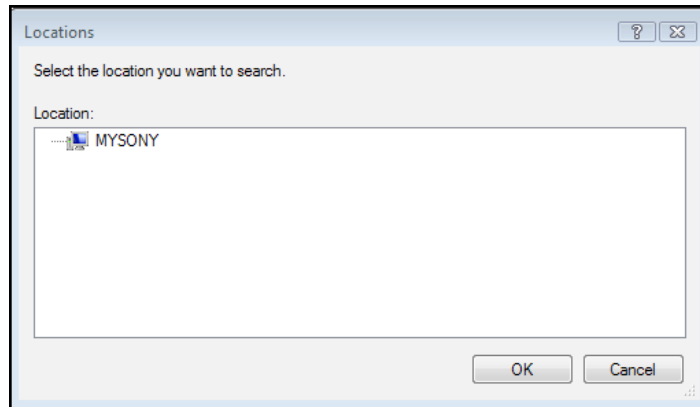 Locations
Select the location you want to search.
Location:
MYSONY
OK Cancel